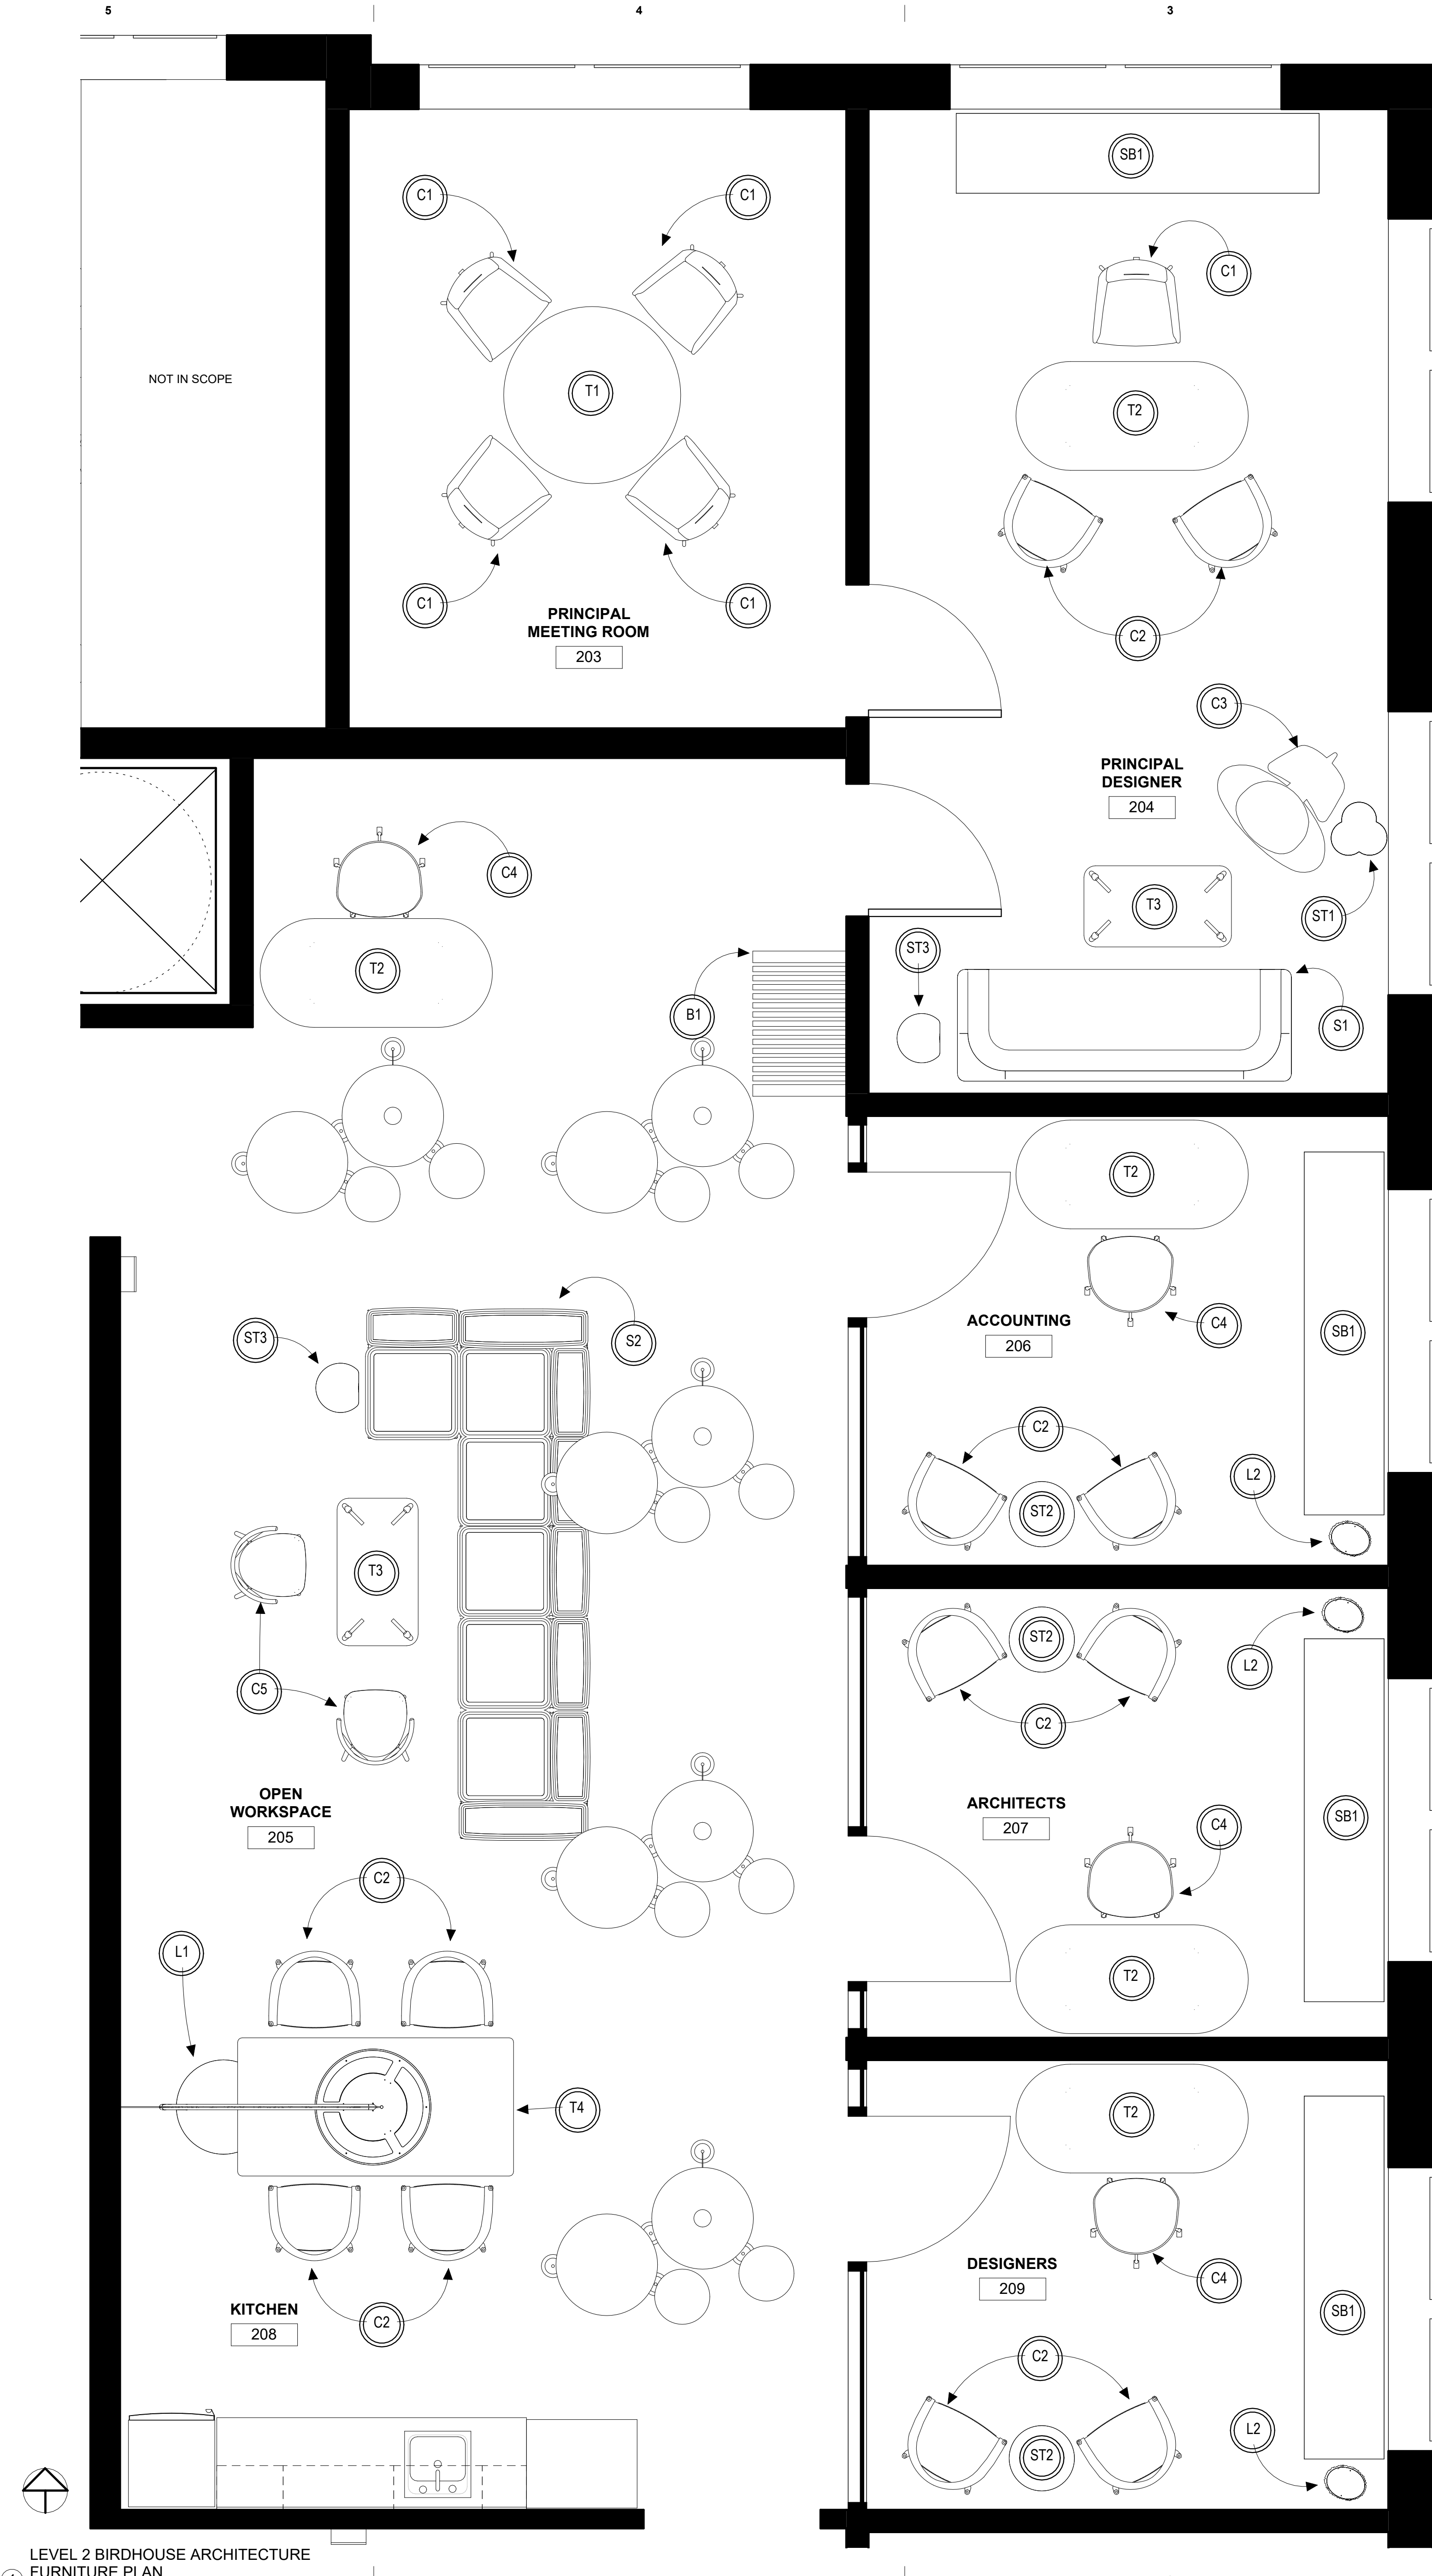 5 4 3
SB1
C1 C1
C1
NOT IN SCOPE
T1
T2
C1 C1
PRINCIPAL
MEETING ROOM
203
C2
C3
PRINCIPAL
DESIGNER
204
C4
T3
ST1
ST3
T2
B1
S1
T2
ACCOUNTING
206
C4
SB1
ST3
S2
C2
L2
ST2
T3
ST2
L2
C5
C2
OPEN
WORKSPACE
205
ARCHITECTS
207
C4
SB1
C2
L1
T2
T4
T2
DESIGNERS
209
C4
KITCHEN
208
C2
SB1
C2
L2
ST2
LEVEL 2 BIRDHOUSE ARCHITECTURE
FURNITURE PLAN